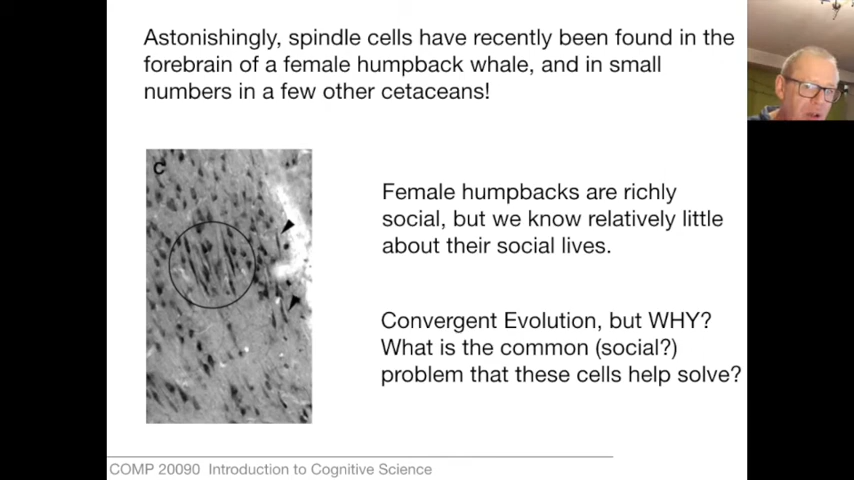 Astonishingly, spindle cells have recently been found in the
forebrain of a female humpback whale, and in small
numbers in a few other cetaceans!
C
Female humpbacks are richly
social, but we know relatively little
about their social lives.
Convergent Evolution, but WHY?
What is the common (social?)
problem that these cells help solve?
COMP 20090 Introduction to Cognitive Science